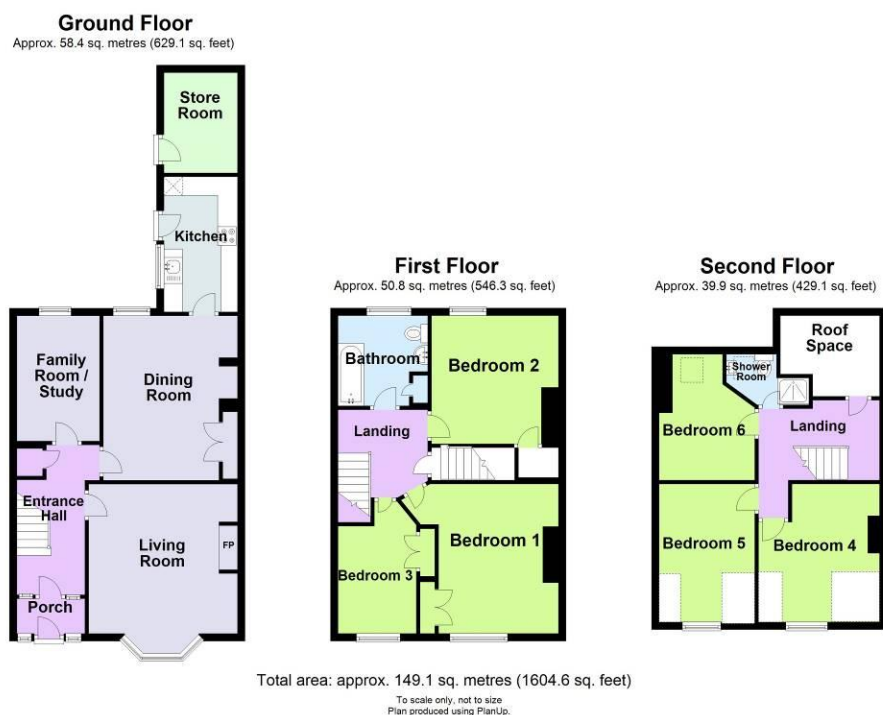 Ground Floor
Approx. 58.4 sq. metres (629.1 sq. feet)
Store
Room
Kitchen
Family
Room /
Study
Dining
Room
Entrance
Hall
Living
Room
FP
Porch
First Floor
Approx. 50.8 sq. metres (546.3 sq. feet)
Bathroom
Bedroom 2
Landing
Bedroom 1
Bedroom 3
Second Floor
Approx. 39.9 sq. metres (429.1 sq. feet)
Roof
Space
Shower
Room
Landing
Bedroom 6
Bedroom 5
Bedroom 4
Total area: approx. 149.1 sq. metres (1604.6 sq. feet)
To scale only, not to size
Plan produced using PlanUp.